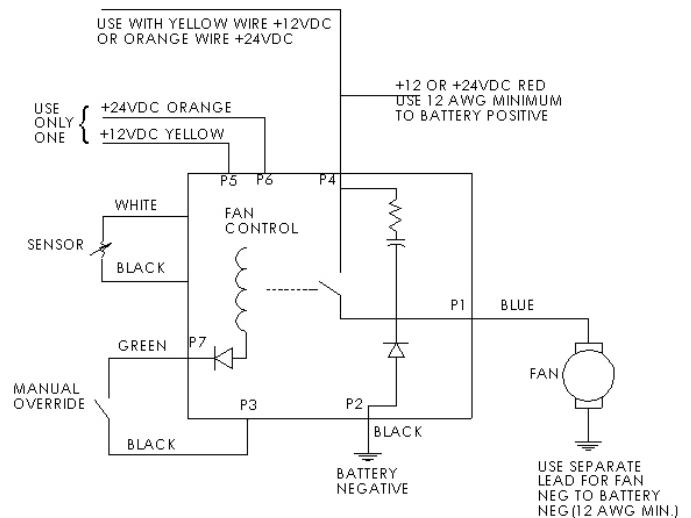 USE WITH YELLOW WIRE +12VDC
OR ORANGE WIRE +24VDC
+12 OR +24VDC RED
USE 12 AWG MINIMUM
TO BATTERY POSITIVE
USE
ONLY
ONE
+24VDC ORANGE
+12VDC YELLOW
P5
P6
P4
WHITE
FAN
CONTROL
SENSOR
BLACK
P1
BLUE
GREEN
P7
FAN
MANUAL
OVERRIDE
P3
P2
BLACK
BLACK
BATTERY
NEGATIVE
USE SEPARATE
LEAD FOR FAN
NEG TO BATTERY
NEG(12 AWG MIN.)